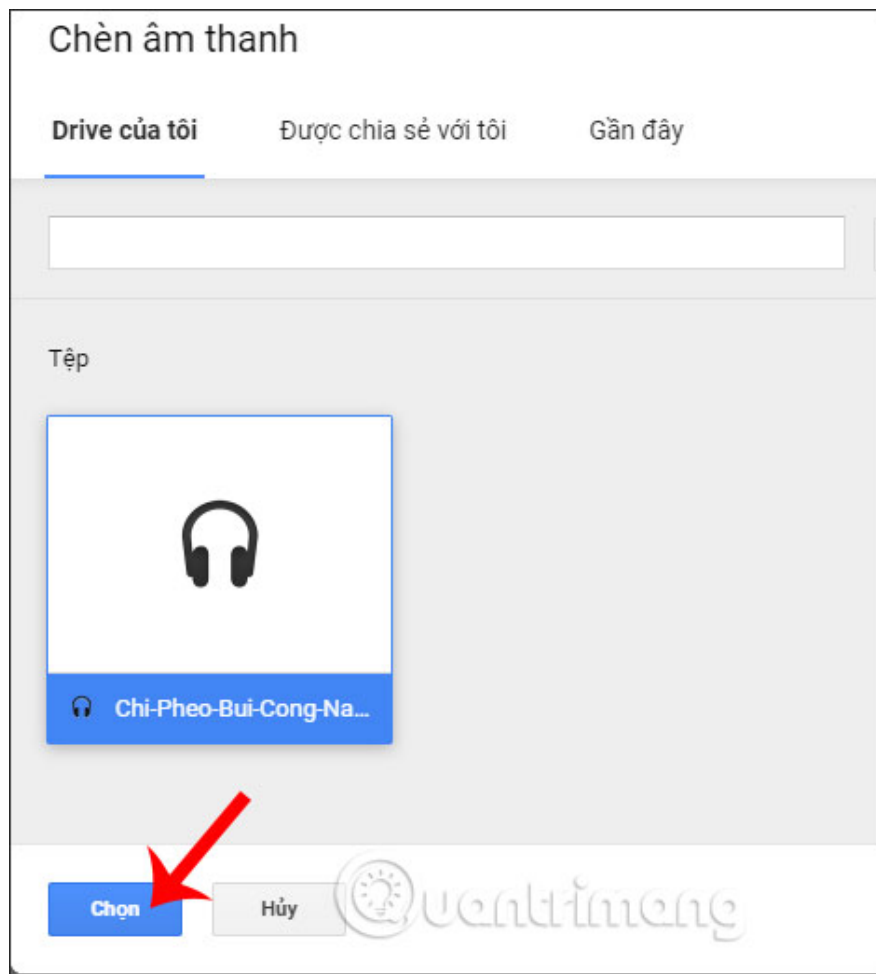 Chèn âm thanh
Drive của tôi Được chia sẻ với tôi Gần đây
Tệp
Chi-Pheo-Bui-Cong-Na...
Chọn Hủy
Quantrimang